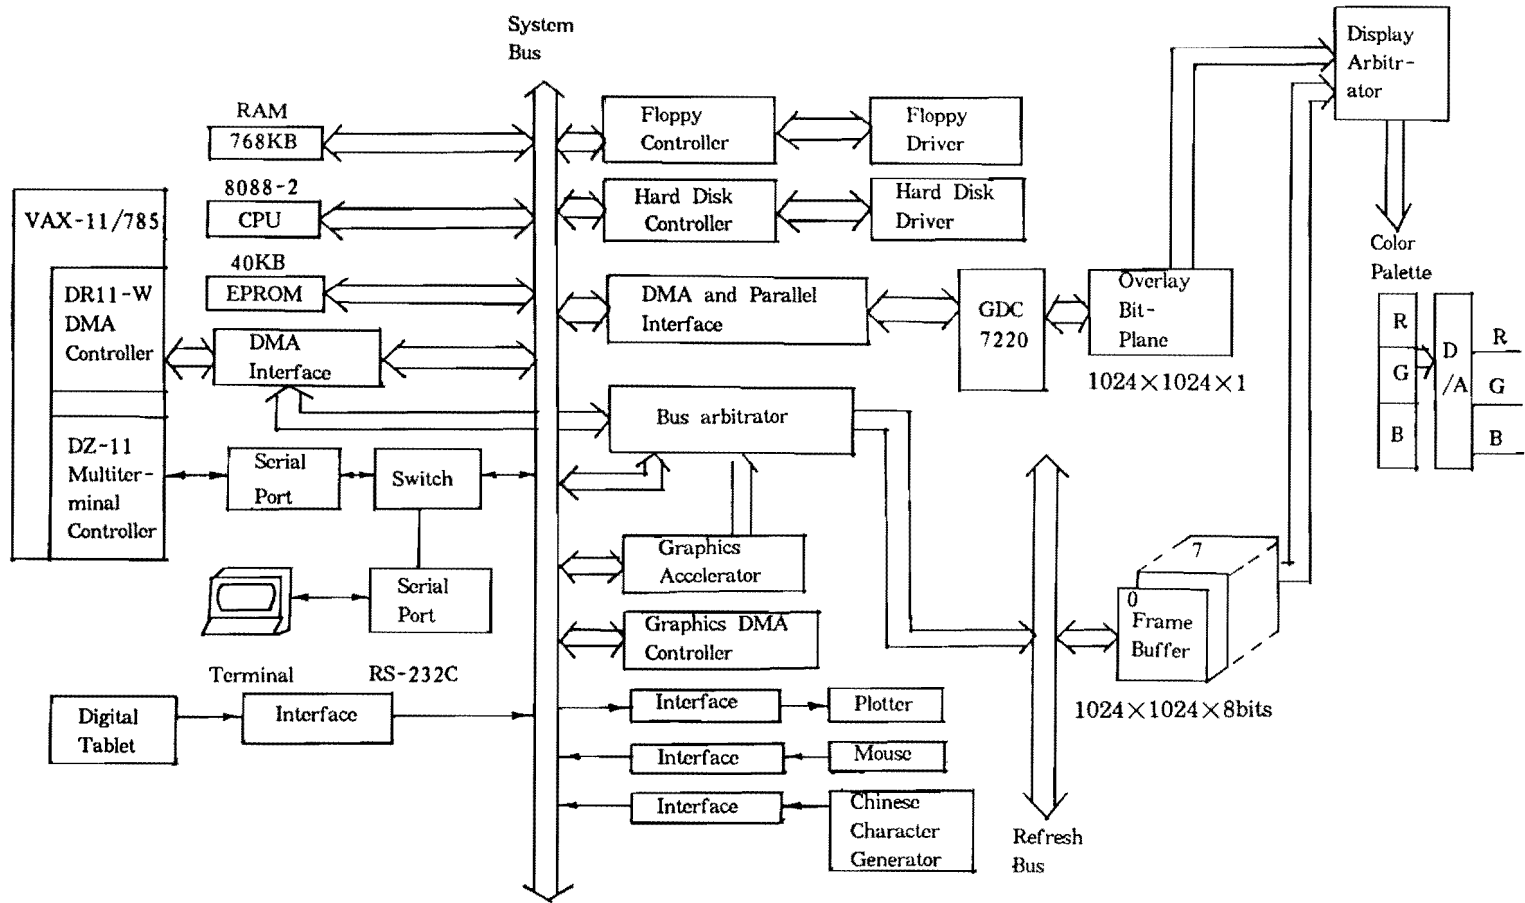 System
Bus
RAM
768KB
8088-2
CPU
40KB
EPROM
VAX-11/785
DR11-W
DMA
Controller
DMA
Interface
DZ-11
Multiter-
minal
Controller
Serial
Port
Switch
Serial
Port
Terminal
RS-232C
Digital
Tablet
Interface
Floppy
Controller
Floppy
Driver
Hard Disk
Controller
Hard Disk
Driver
DMA and Parallel
Interface
GDC
7220
Overlay
Bit-
Plane
1024×1024×1
Bus arbitrator
Graphics
Accelerator
Graphics DMA
Controller
Interface
Plotter
Interface
Mouse
Interface
Chinese
Character
Generator
Refresh
Bus
7
0
Frame
Buffer
1024×1024×8bits
Display
Arbitr-
ator
Color
Palette
R
G
B
D
/A
R
G
B